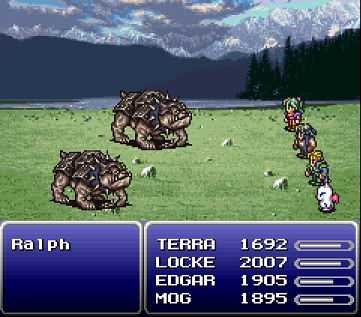 Ralph
TERRA 1692
LOCKE 2007
EDGAR 1905
MOG 1895